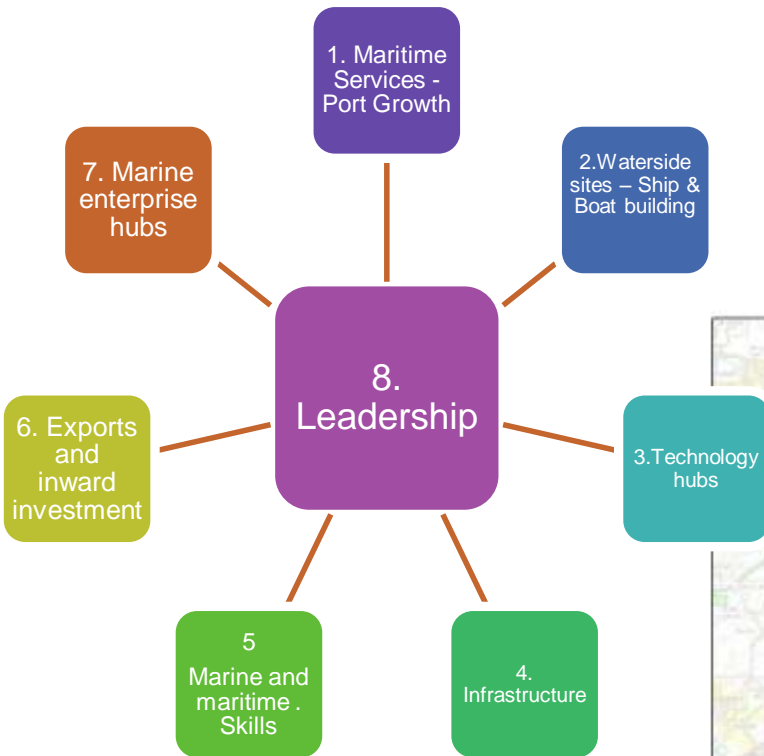 1. Maritime
Services -
Port Growth
2.Waterside
sites – Ship &
Boat building
3.Technology
hubs
4.
Infrastructure
5
Marine and
maritime .
Skills
6. Exports
and
inward
investment
7. Marine
enterprise
hubs
8.
Leadership